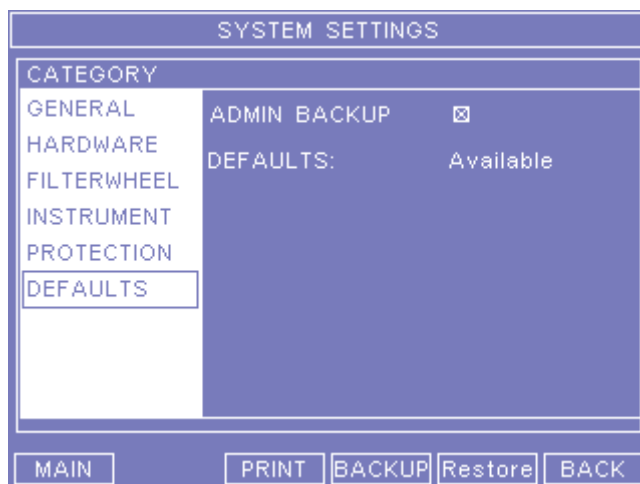 SYSTEM SETTINGS
CATEGORY
GENERAL
HARDWARE
FILTERWHEEL
INSTRUMENT
PROTECTION
DEFAULTS
ADMIN BACKUP ☒
DEFAULTS: Available
MAIN PRINT BACKUP Restore BACK